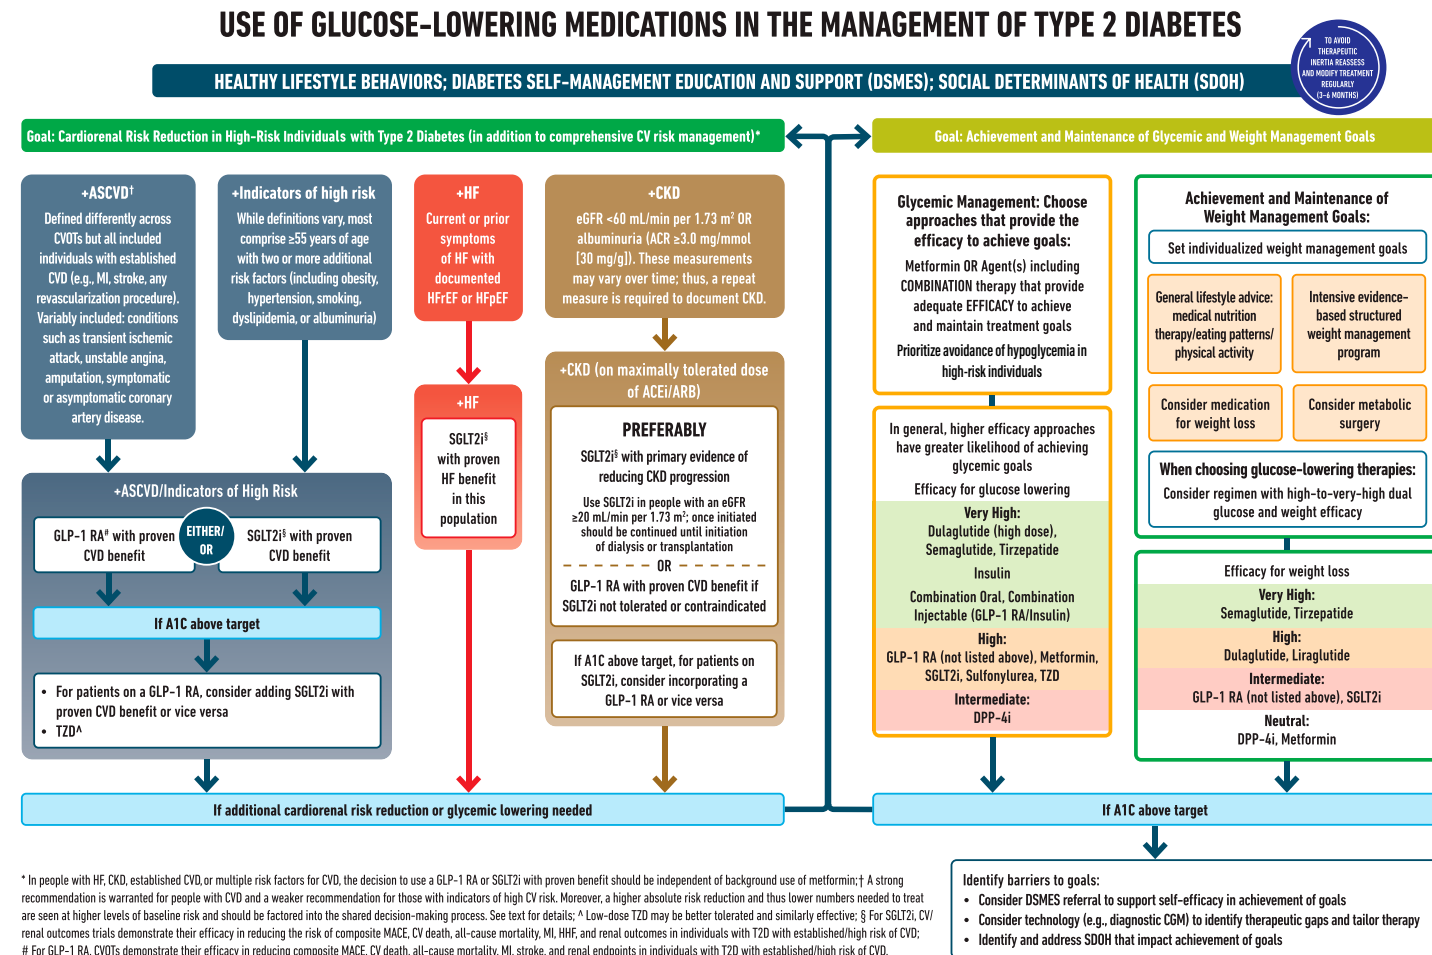 USE OF GLUCOSE-LOWERING MEDICATIONS IN THE MANAGEMENT OF TYPE 2 DIABETES
TO AVOID
THERAPEUTIC
INERTIA REASSESS
AND MODIFY TREATMENT
REGULARLY
(3-6 MONTHS)
HEALTHY LIFESTYLE BEHAVIORS; DIABETES SELF-MANAGEMENT EDUCATION AND SUPPORT (DSMES); SOCIAL DETERMINANTS OF HEALTH (SDOH)
Goal: Cardiorenal Risk Reduction in High-Risk Individuals with Type 2 Diabetes (in addition to comprehensive CV risk management)*
+ASCVD†
Defined differently across
CVOTs but all included
individuals with established
CVD (e.g., MI, stroke, any
revascularization procedure).
Variably included: conditions
such as transient ischemic
attack, unstable angina,
amputation, symptomatic
or asymptomatic coronary
artery disease.
+Indicators of high risk
While definitions vary, most
comprise ≥55 years of age
with two or more additional
risk factors (including obesity,
hypertension, smoking,
dyslipidemia, or albuminuria)
+HF
Current or prior
symptoms
of HF with
documented
HFrEF or HFpEF
+CKD
eGFR <60 mL/min per 1.73 m² OR
albuminuria (ACR ≥3.0 mg/mmol
[30 mg/g]). These measurements
may vary over time; thus, a repeat
measure is required to document CKD.
+ASCVD/Indicators of High Risk
GLP-1 RA# with proven
CVD benefit
EITHER/
OR
SGLT2i§ with proven
CVD benefit
If A1C above target
• For patients on a GLP-1 RA, consider adding SGLT2i with
proven CVD benefit or vice versa
• TZD^
+HF
SGLT2i§
with proven
HF benefit
in this
population
+CKD (on maximally tolerated dose
of ACEi/ARB)
PREFERABLY
SGLT2i§ with primary evidence of
reducing CKD progression
Use SGLT2i in people with an eGFR
≥20 mL/min per 1.73 m²; once initiated
should be continued until initiation
of dialysis or transplantation
OR
GLP-1 RA with proven CVD benefit if
SGLT2i not tolerated or contraindicated
If A1C above target, for patients on
SGLT2i, consider incorporating a
GLP-1 RA or vice versa
If additional cardiorenal risk reduction or glycemic lowering needed
Goal: Achievement and Maintenance of Glycemic and Weight Management Goals
Glycemic Management: Choose
approaches that provide the
efficacy to achieve goals:
Metformin OR Agent(s) including
COMBINATION therapy that provide
adequate EFFICACY to achieve
and maintain treatment goals
Prioritize avoidance of hypoglycemia in
high-risk individuals
In general, higher efficacy approaches
have greater likelihood of achieving
glycemic goals
Efficacy for glucose lowering
Very High:
Dulaglutide (high dose),
Semaglutide, Tirzepatide
Insulin
Combination Oral, Combination
Injectable (GLP-1 RA/Insulin)
High:
GLP-1 RA (not listed above), Metformin,
SGLT2i, Sulfonylurea, TZD
Intermediate:
DPP-4i
Achievement and Maintenance of
Weight Management Goals:
Set individualized weight management goals
General lifestyle advice:
medical nutrition
therapy/eating patterns/
physical activity
Intensive evidence-
based structured
weight management
program
Consider medication
for weight loss
Consider metabolic
surgery
When choosing glucose-lowering therapies:
Consider regimen with high-to-very-high dual
glucose and weight efficacy
Efficacy for weight loss
Very High:
Semaglutide, Tirzepatide
High:
Dulaglutide, Liraglutide
Intermediate:
GLP-1 RA (not listed above), SGLT2i
Neutral:
DPP-4i, Metformin
If A1C above target
Identify barriers to goals:
• Consider DSMES referral to support self-efficacy in achievement of goals
• Consider technology (e.g., diagnostic CGM) to identify therapeutic gaps and tailor therapy
• Identify and address SDOH that impact achievement of goals
* In people with HF, CKD, established CVD, or multiple risk factors for CVD, the decision to use a GLP-1 RA or SGLT2i with proven benefit should be independent of background use of metformin;† A strong
recommendation is warranted for people with CVD and a weaker recommendation for those with indicators of high CV risk. Moreover, a higher absolute risk reduction and thus lower numbers needed to treat
are seen at higher levels of baseline risk and should be factored into the shared decision-making process. See text for details; ^ Low-dose TZD may be better tolerated and similarly effective; § For SGLT2i, CV/
renal outcomes trials demonstrate their efficacy in reducing the risk of composite MACE, CV death, all-cause mortality, MI, HHF, and renal outcomes in individuals with T2D with established/high risk of CVD;
# For GLP-1 RA, CVOTs demonstrate their efficacy in reducing composite MACE, CV death, all-cause mortality, MI, stroke, and renal endpoints in individuals with T2D with established/high risk of CVD.